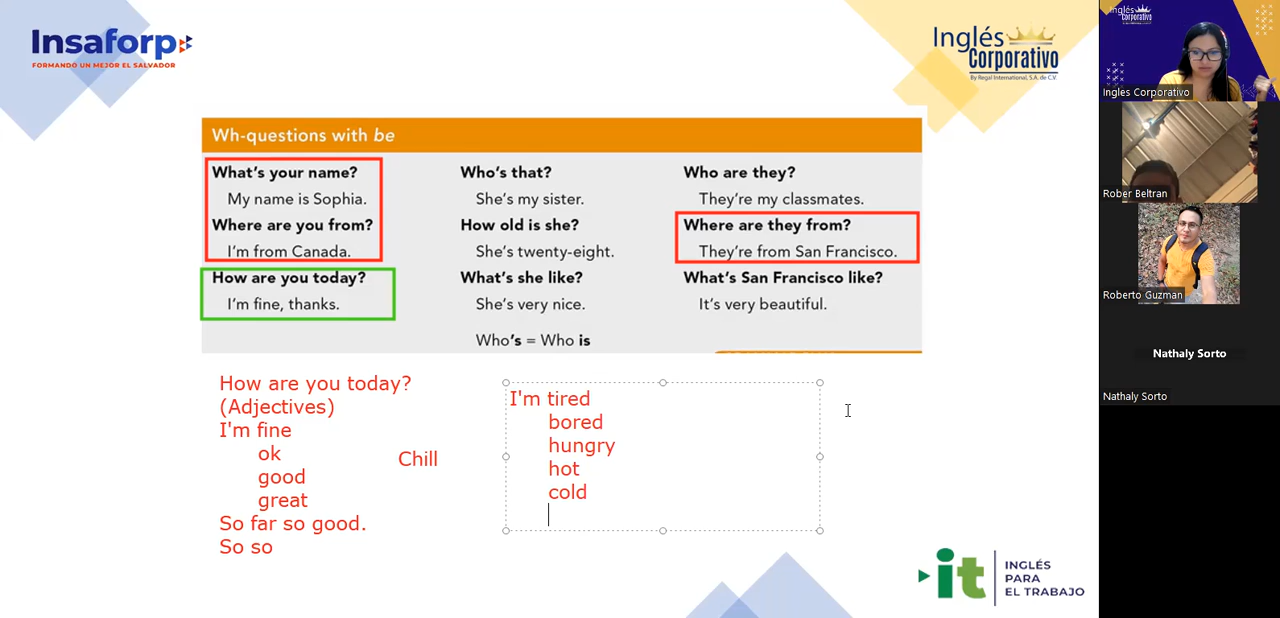 Insaforp
FORMANDO UN MEJOR EL SALVADOR
Inglés
Corporativo
By Regal International, S.A. de C.V.
Wh-questions with be
What's your name?
My name is Sophia.
Where are you from?
I'm from Canada.
How are you today?
I'm fine, thanks.
Who's that?
She's my sister.
How old is she?
She's twenty-eight.
What's she like?
She's very nice.
Who's = Who is
Who are they?
They're my classmates.
Where are they from?
They're from San Francisco.
What's San Francisco like?
It's very beautiful.
How are you today?
(Adjectives)
I'm fine
ok
good
great
So far so good.
So so
Chill
I'm tired
bored
hungry
hot
cold
it
INGLÉS
PARA
EL TRABAJO
Inglés
Corporativo
Ingles Corporativo
Rober Beltran
Roberto Guzman
Nathaly Sorto
Nathaly Sorto